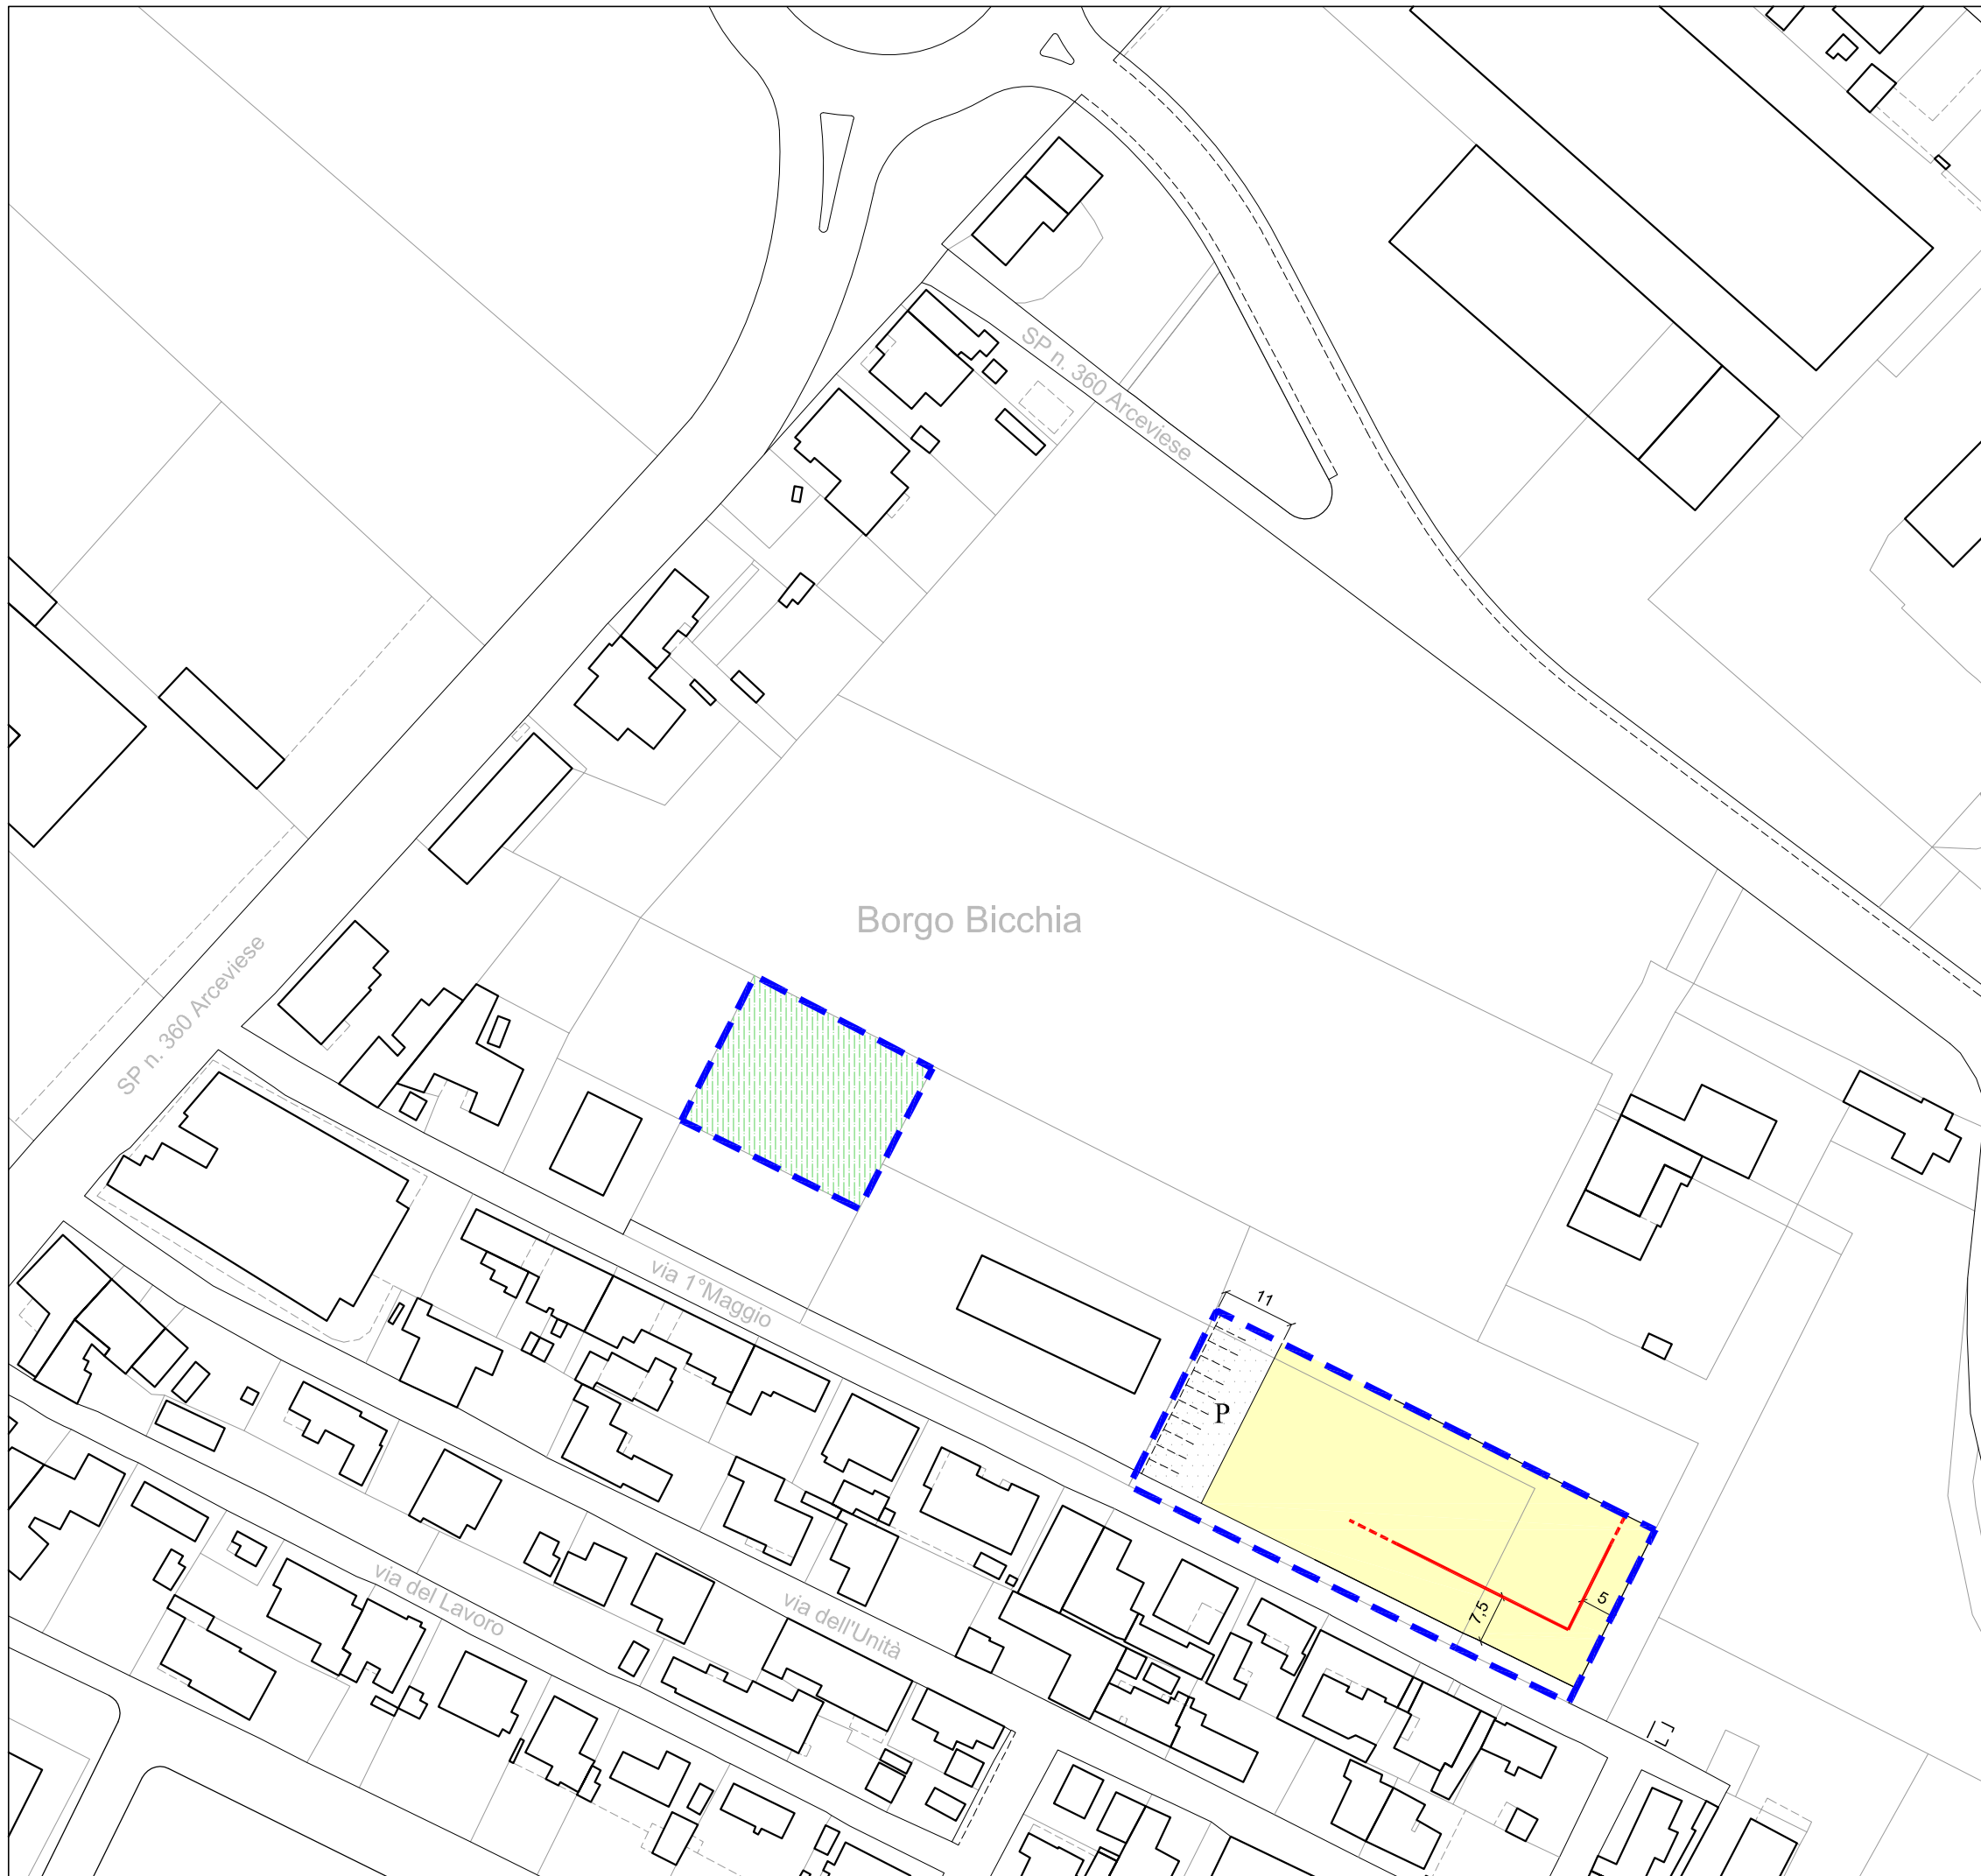 SP n. 360 Arceviese
Borgo Bicchia
SP n. 360 Arceviese
via 1°Maggio
11
P
5
7,5
via del Lavoro
via dell'Unità